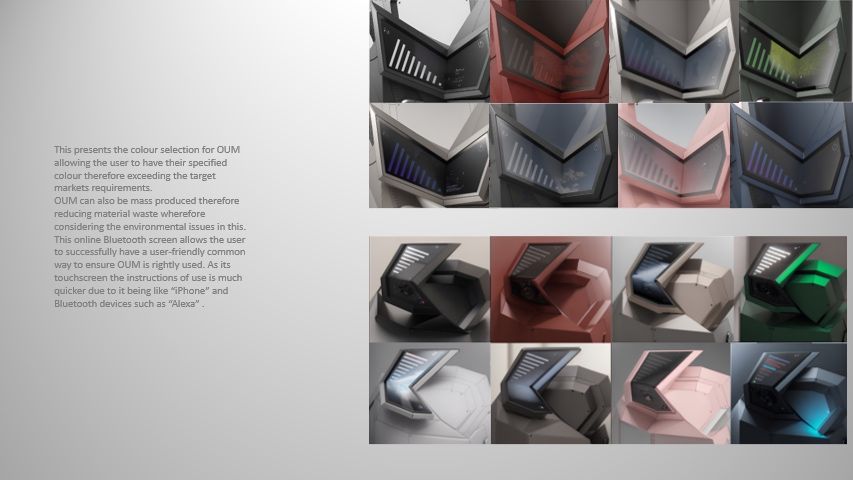 This presents the colour selection for OUM
allowing the user to have their specified
colour therefore exceeding the target
markets requirements.
OUM can also be mass produced therefore
reducing material waste wherefore
considering the environmental issues in this.
This online Bluetooth screen allows the user
to successfully have a user-friendly common
way to ensure OUM is rightly used. As its
touchscreen the instructions of use is much
quicker due to it being like “iPhone” and
Bluetooth devices such as “Alexa” .